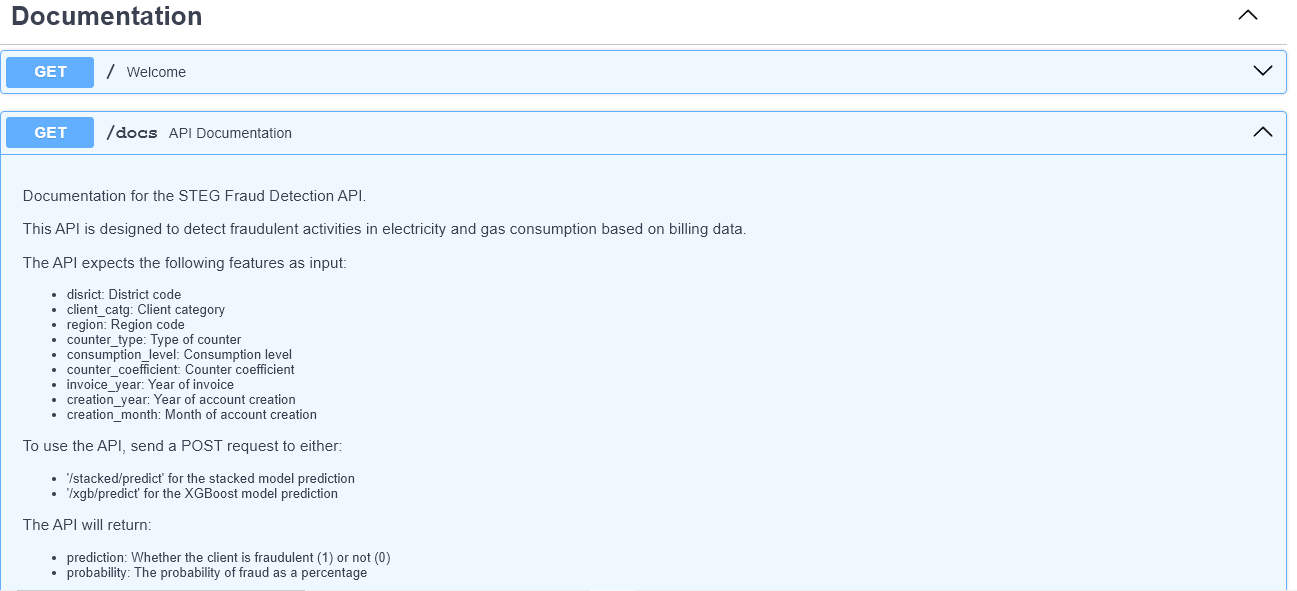 Documentation
GET / Welcome
GET /docs API Documentation
Documentation for the STEG Fraud Detection API.
This API is designed to detect fraudulent activities in electricity and gas consumption based on billing data.
The API expects the following features as input:
• disrict: District code
• client_catg: Client category
• region: Region code
• counter_type: Type of counter
• consumption_level: Consumption level
• counter_coefficient: Counter coefficient
• invoice_year: Year of invoice
• creation_year: Year of account creation
• creation_month: Month of account creation
To use the API, send a POST request to either:
• '/stacked/predict' for the stacked model prediction
• '/xgb/predict' for the XGBoost model prediction
The API will return:
• prediction: Whether the client is fraudulent (1) or not (0)
• probability: The probability of fraud as a percentage